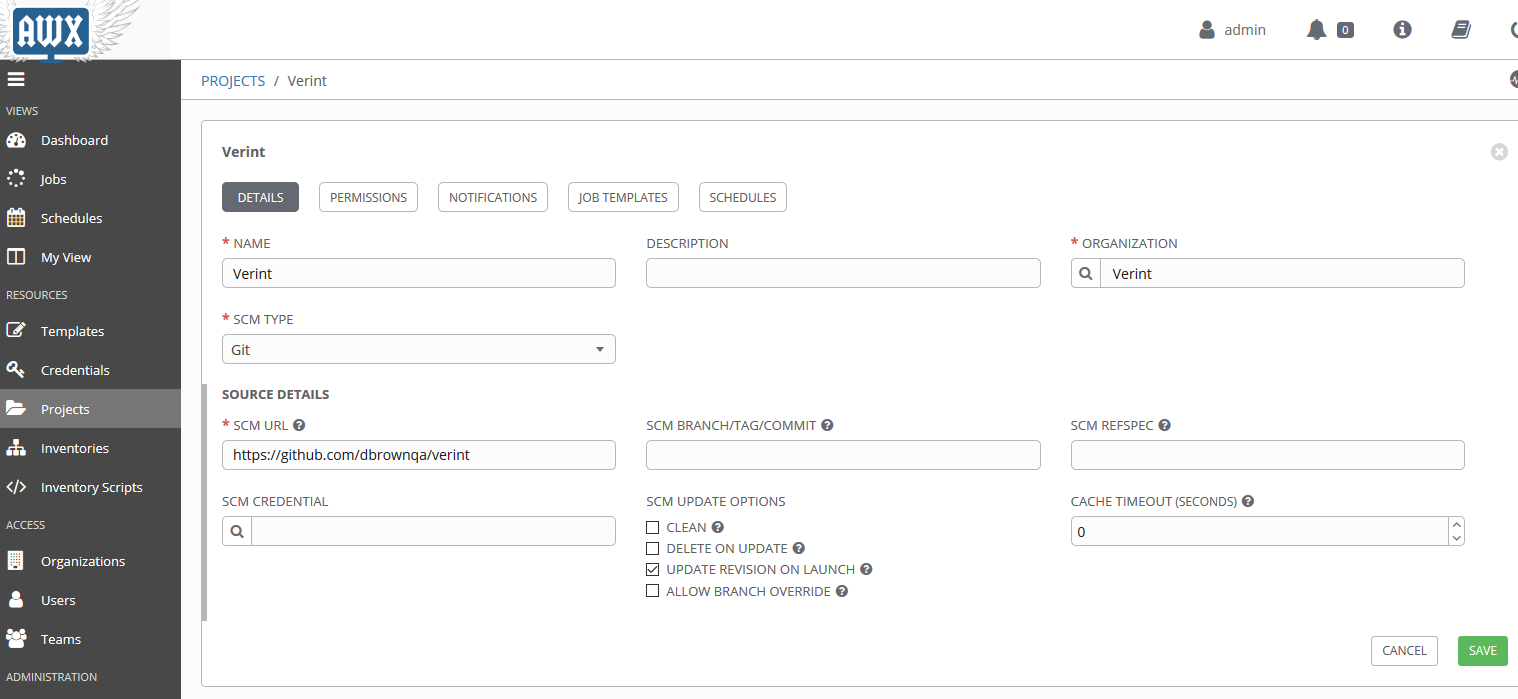 AWX
admin
0
PROJECTS / Verint
VIEWS
Dashboard
Jobs
Schedules
My View
RESOURCES
Templates
Credentials
Projects
Inventories
Inventory Scripts
ACCESS
Organizations
Users
Teams
ADMINISTRATION
Verint
DETAILS PERMISSIONS NOTIFICATIONS JOB TEMPLATES SCHEDULES
* NAME DESCRIPTION * ORGANIZATION
Verint Verint
* SCM TYPE
Git
SOURCE DETAILS
* SCM URL SCM BRANCH/TAG/COMMIT SCM REFSPEC
https://github.com/dbrownqa/verint
SCM CREDENTIAL SCM UPDATE OPTIONS CACHE TIMEOUT (SECONDS)
CLEAN
0
DELETE ON UPDATE
UPDATE REVISION ON LAUNCH
ALLOW BRANCH OVERRIDE
CANCEL SAVE